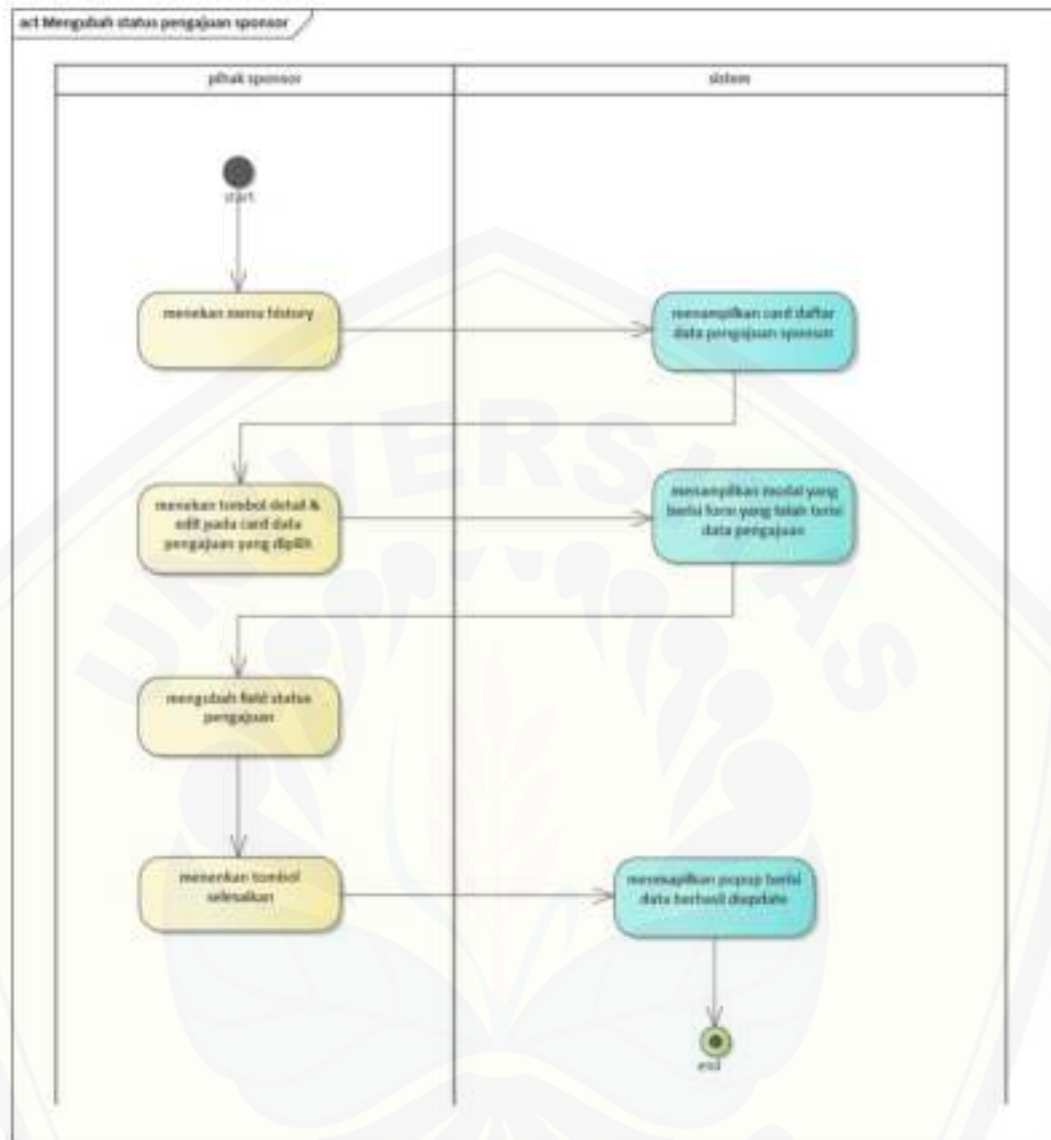 act Mengubah status pengajuan sponsor
pihak sponsor
sistem
start
menekan menu history
menampilkan card daftar
data pengajuan sponsor
menekan tombol detail &
edit pada card data
pengajuan yang dipilih
menampilkan modal yang
berisi form yang telah terisi
data pengajuan
mengubah field status
pengajuan
menenkan tombol
selesaikan
popup berisi
data berhasil diupdate
end
UNIVERSITAS